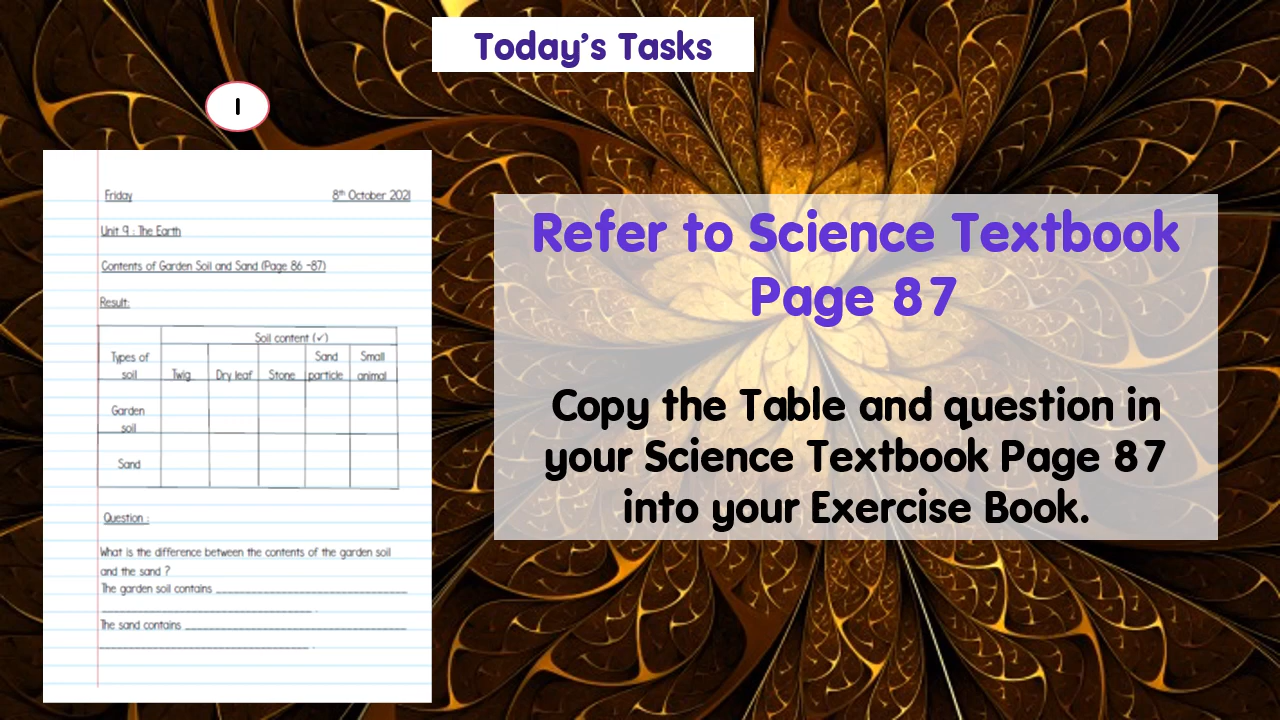 Today's Tasks
1
Friday 8th October 2021
Unit 9 : The Earth
Contents of Garden Soil and Sand (Page 86 -87)
Result:
Soil content (✓)
Types of soil Twig Dry leaf Stone Sand particle Small animal
Garden soil
Sand
Question :
What is the difference between the contents of the garden soil
and the sand ?
The garden soil contains ______________________
______________________ .
The sand contains ______________________
______________________ .
Refer to Science Textbook
Page 87
Copy the Table and question in
your Science Textbook Page 87
into your Exercise Book.